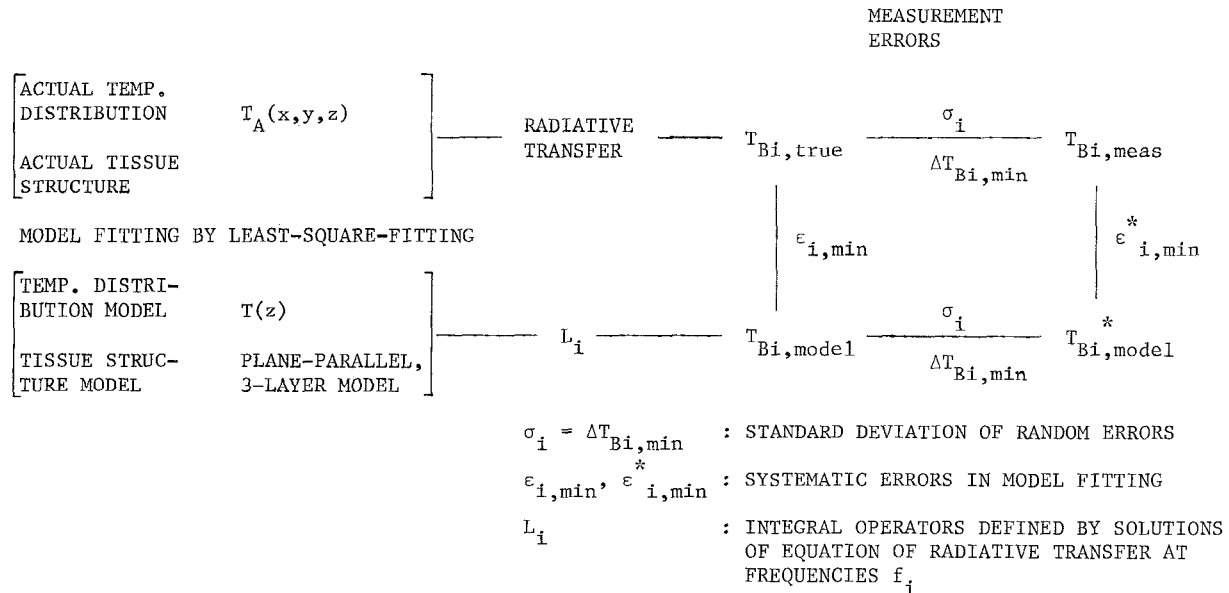 MEASUREMENT
ERRORS
ACTUAL TEMP.
DISTRIBUTION T_A(x,y,z)
ACTUAL TISSUE
STRUCTURE
RADIATIVE
TRANSFER
T_Bi,true
σ_i
ΔT_Bi,min
T_Bi,meas
MODEL FITTING BY LEAST-SQUARE-FITTING
ε_i,min
ε*_i,min
TEMP. DISTRI-
BUTION MODEL T(z)
TISSUE STRUC- PLANE-PARALLEL,
TURE MODEL 3-LAYER MODEL
L_i
T_Bi,model
σ_i
ΔT_Bi,min
T*_Bi,model
σ_i = ΔT_Bi,min : STANDARD DEVIATION OF RANDOM ERRORS
ε_i,min, ε*_i,min : SYSTEMATIC ERRORS IN MODEL FITTING
L_i : INTEGRAL OPERATORS DEFINED BY SOLUTIONS
OF EQUATION OF RADIATIVE TRANSFER AT
FREQUENCIES f_i